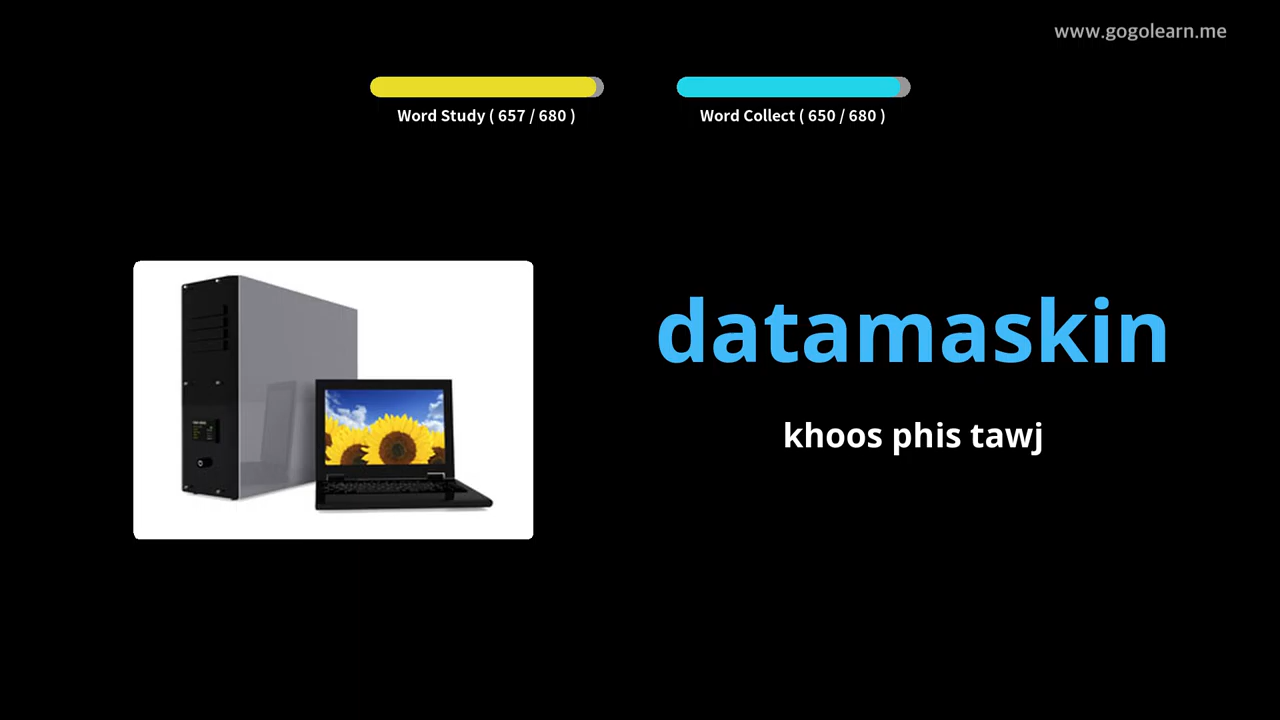 www.gogolearn.me
Word Study ( 657 / 680 )
Word Collect ( 650 / 680 )
datamaskin
khoos phis tawj